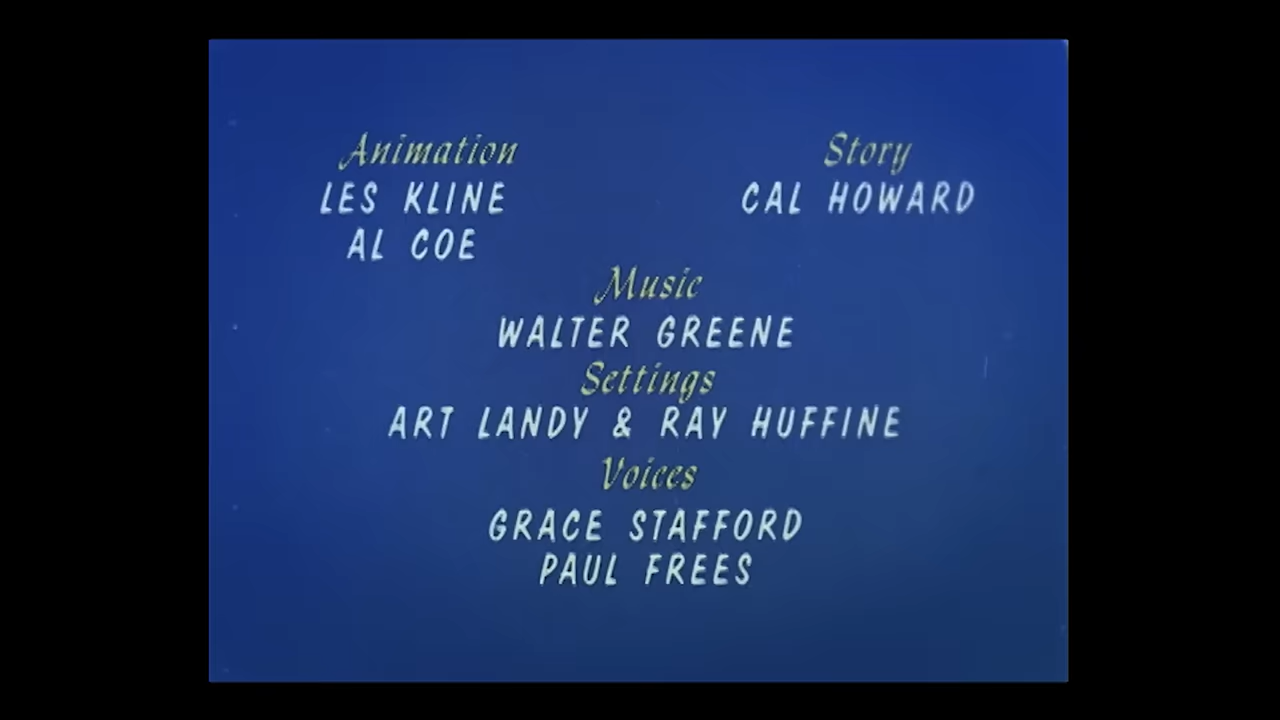 Animation
LES KLINE
AL COE
Story
CAL HOWARD
Music
WALTER GREENE
Settings
ART LANDY & RAY HUFFINE
Voices
GRACE STAFFORD
PAUL FREES